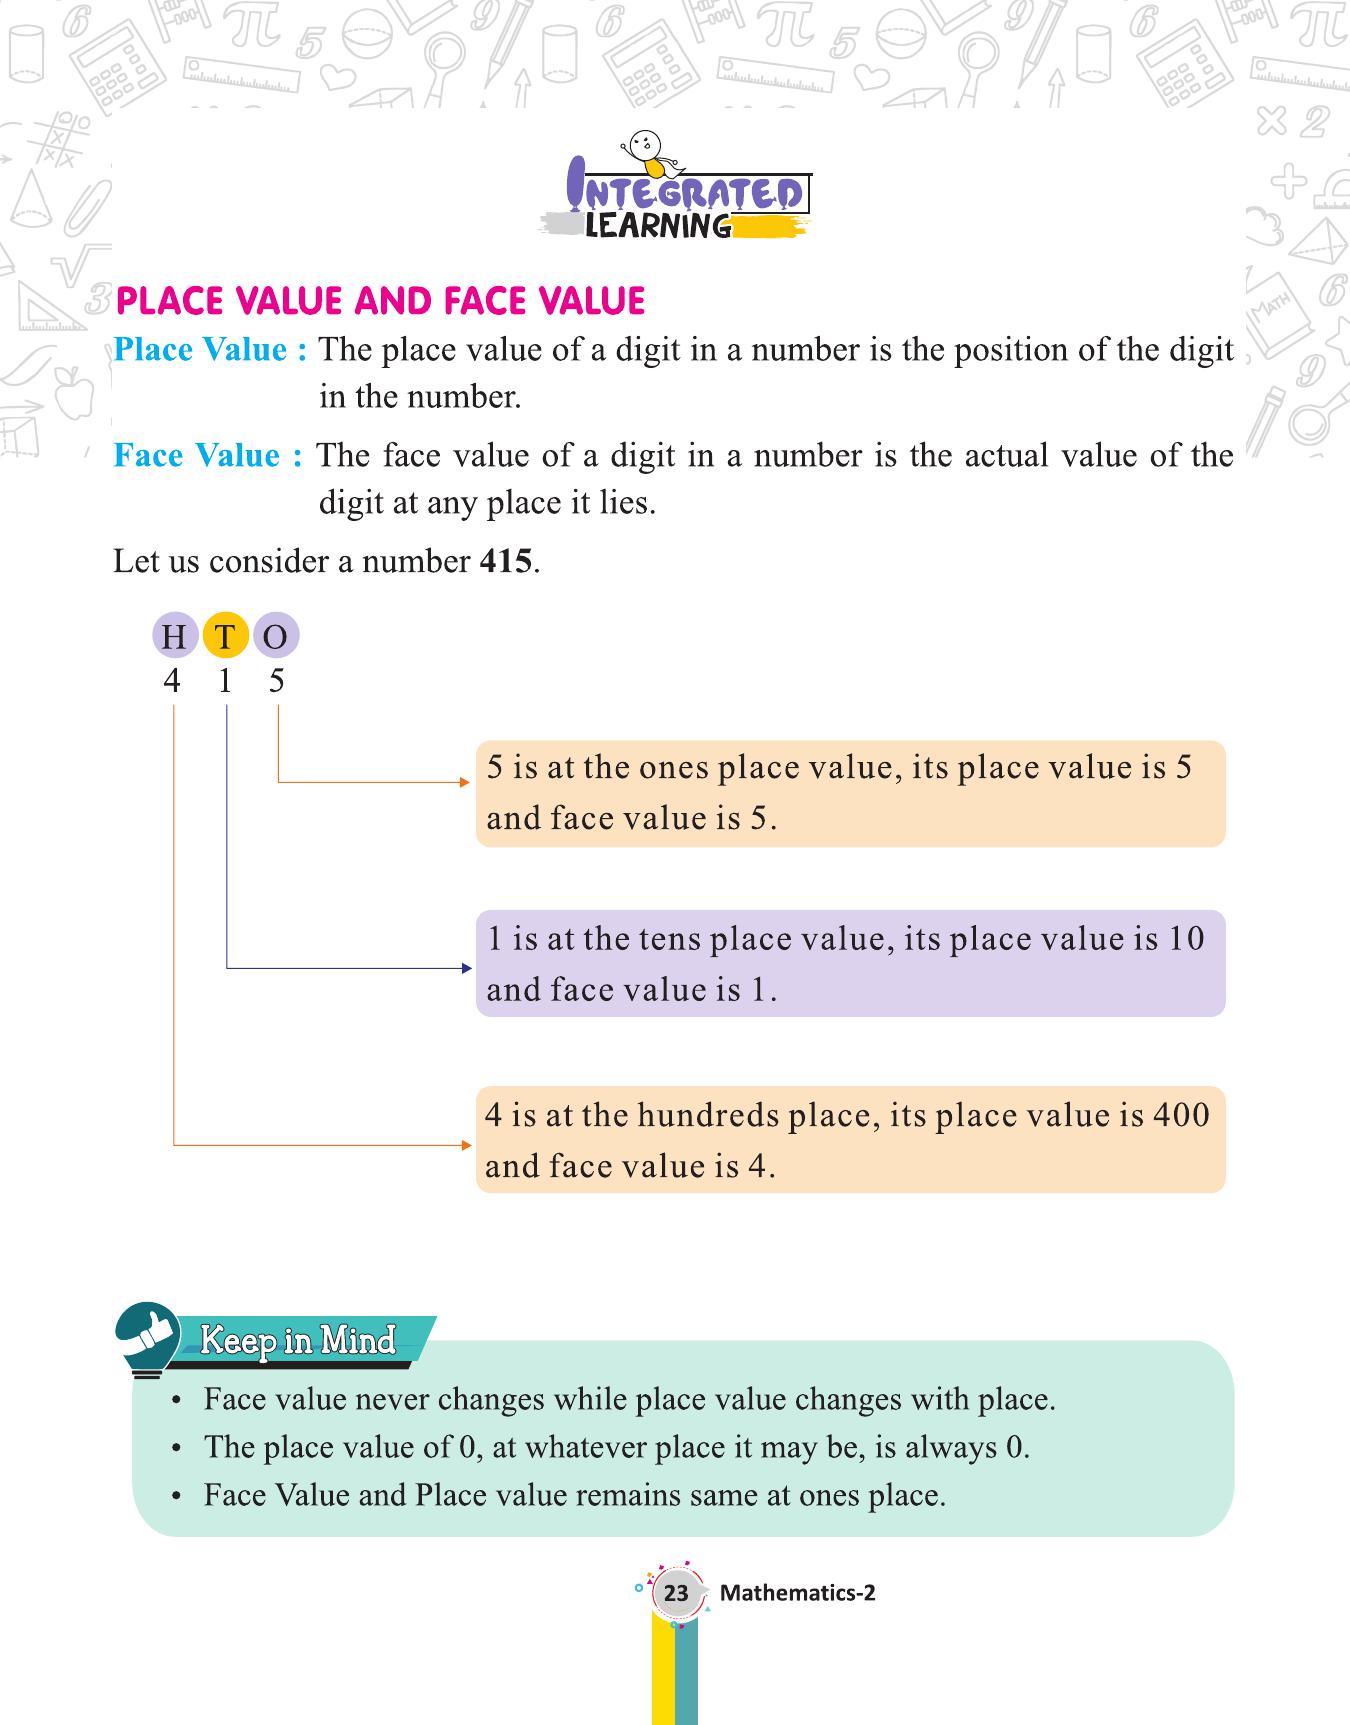 INTEGRATED
LEARNING
PLACE VALUE AND FACE VALUE
Place Value : The place value of a digit in a number is the position of the digit
in the number.
Face Value : The face value of a digit in a number is the actual value of the
digit at any place it lies.
Let us consider a number 415.
H T O
4 1 5
5 is at the ones place value, its place value is 5
and face value is 5.
1 is at the tens place value, its place value is 10
and face value is 1.
4 is at the hundreds place, its place value is 400
and face value is 4.
Keep in Mind
• Face value never changes while place value changes with place.
• The place value of 0, at whatever place it may be, is always 0.
• Face Value and Place value remains same at ones place.
23 Mathematics-2